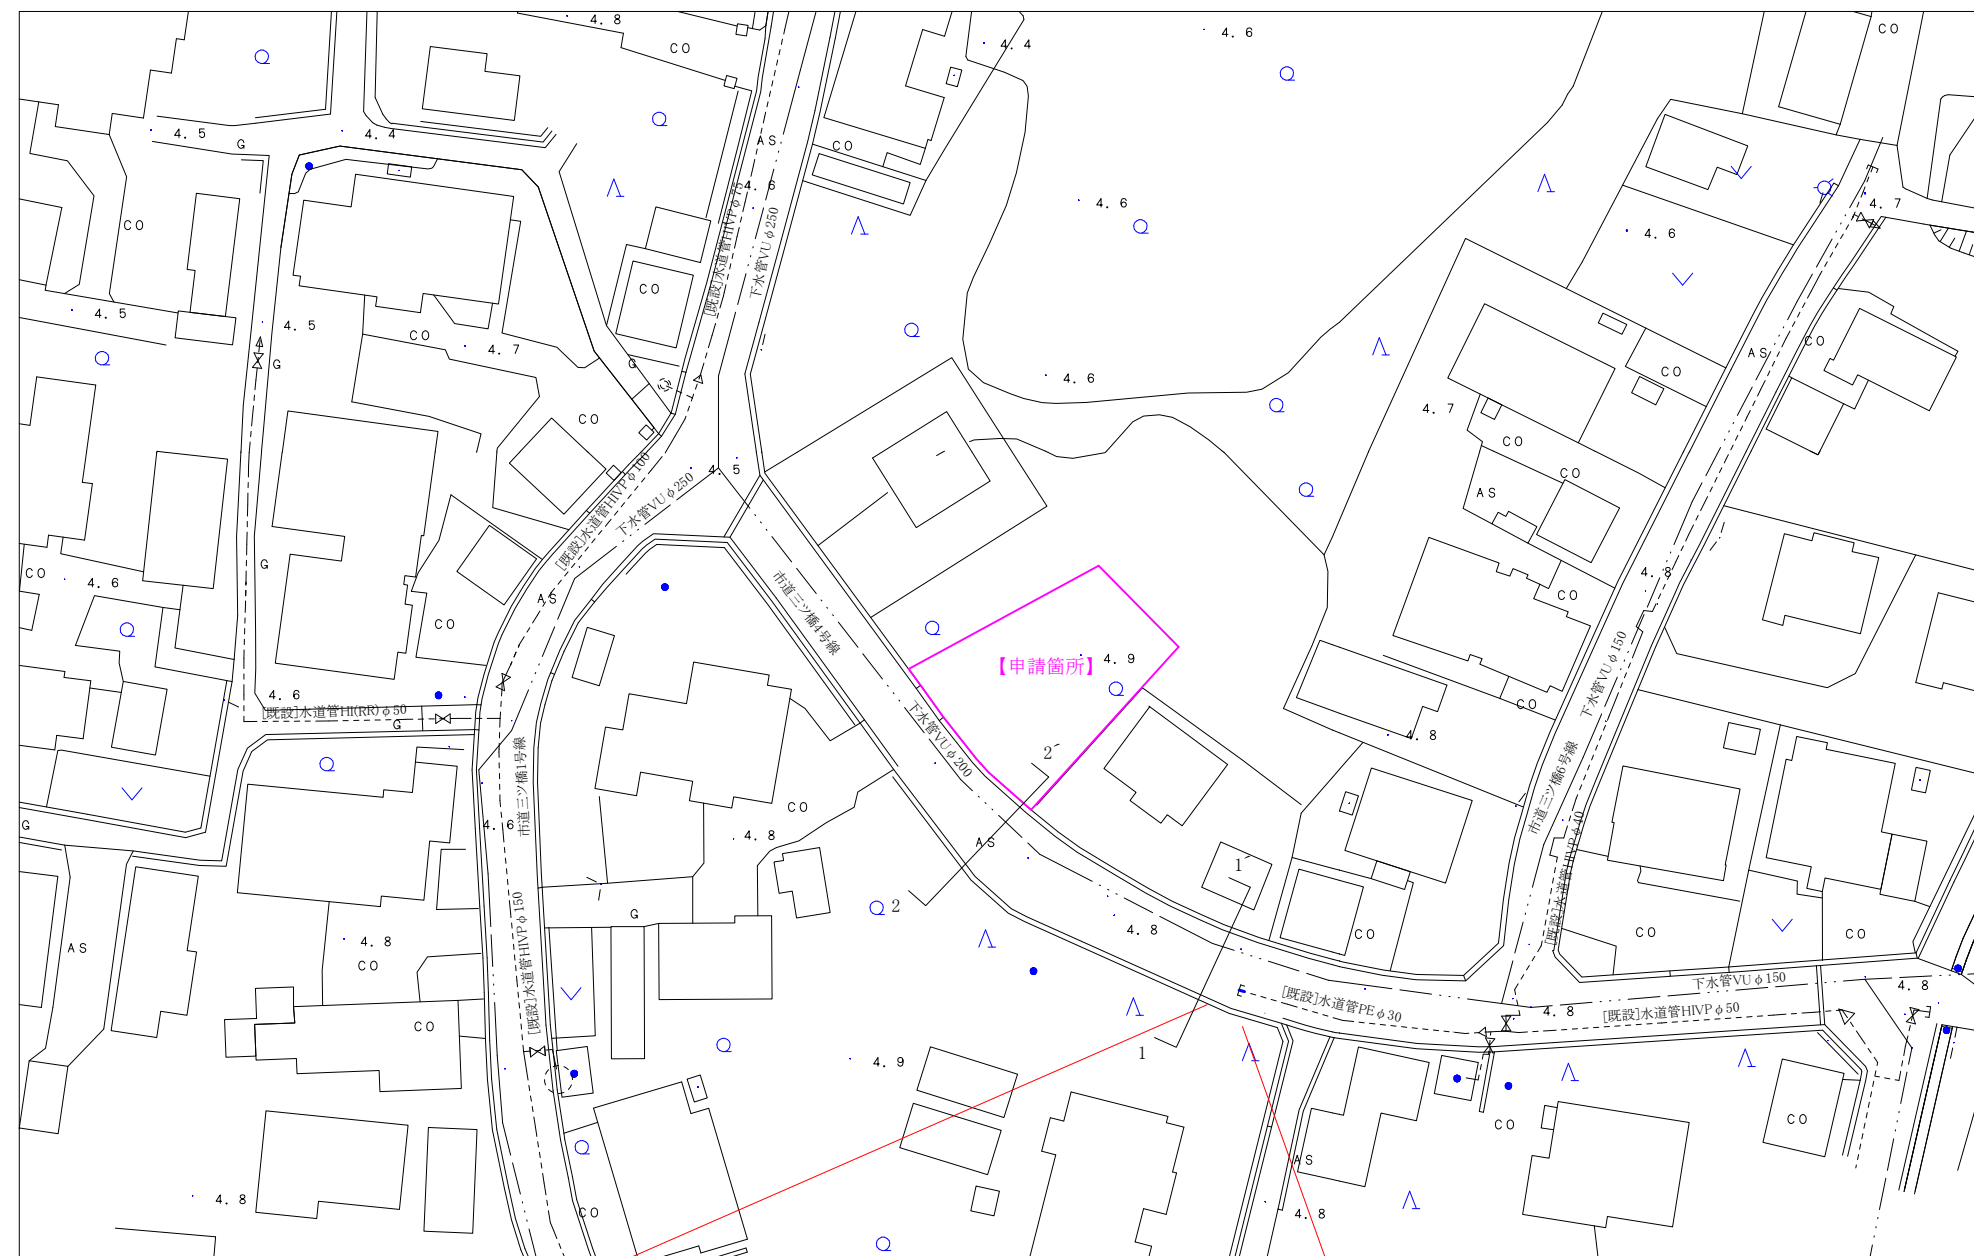 4.8
CO
4.4
4.6
CO
4.5
4.4
G
AS
CO
4.6
[既設]水道管HIVPφ75
下水管VUφ250
4.6
4.7
4.6
CO
CO
4.5
4.5
CO
4.7
G
G
4.6
AS
CO
CO
4.7
CO
CO
CO
AS
4.5
[既設]水道管HIVPφ100
下水管VUφ250
G
CO
4.6
AS
CO
市道三ツ橋4号線
4.8
CO
【申請箇所】
4.9
下水管VUφ150
4.6
[既設]水道管HI(RR)φ50
G
下水管VUφ200
CO
4.8
市道三ツ橋1号線
市道三ツ橋6号線
2´
G
4.6
CO
4.8
AS
[既設]水道管HIVPφ40
1´
2
G
[既設]水道管HIVPφ150
AS
4.8
CO
4.8
CO
CO
CO
下水管VUφ150
4.8
[既設]水道管PEφ30
4.8
[既設]水道管HIVPφ50
CO
1
4.9
CO
CO
AS
4.8
CO
4.8